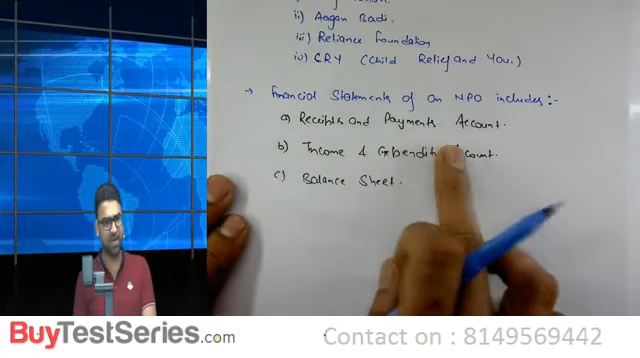 ii) Aagan Badi.
iii) Reliance Foundation
iv) CRY (Child Relief and You.)
→ Financial Statements of an NPO includes:-
a) Receipts and Payments Account.
b) Income & Expenditure Account.
c) Balance Sheet.
BuyTestSeries.com
Contact on : 8149569442